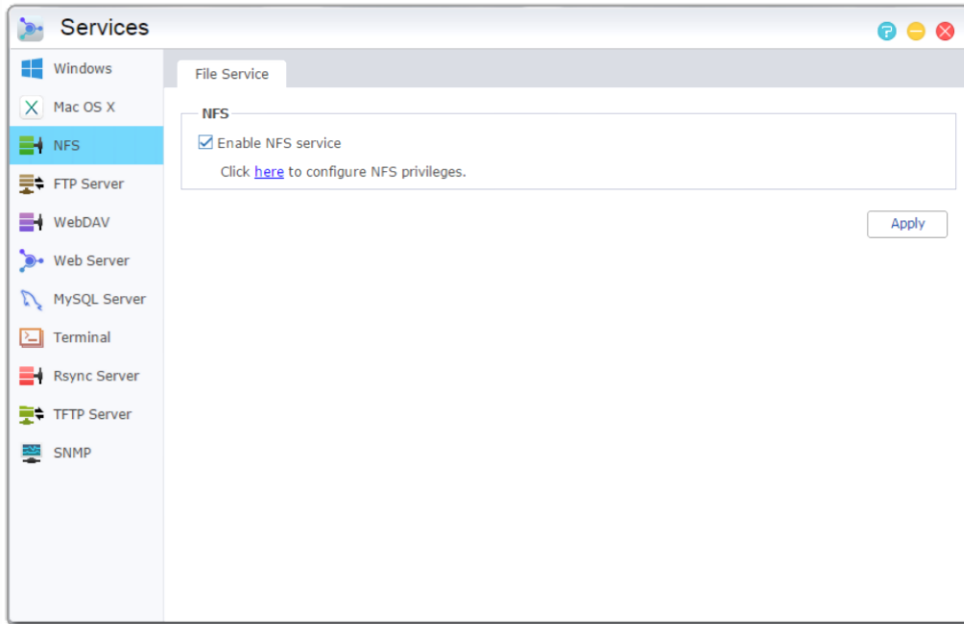 Services
Windows
Mac OS X
NFS
FTP Server
WebDAV
Web Server
MySQL Server
Terminal
Rsync Server
TFTP Server
SNMP
File Service
NFS
Enable NFS service
Click here to configure NFS privileges.
Apply